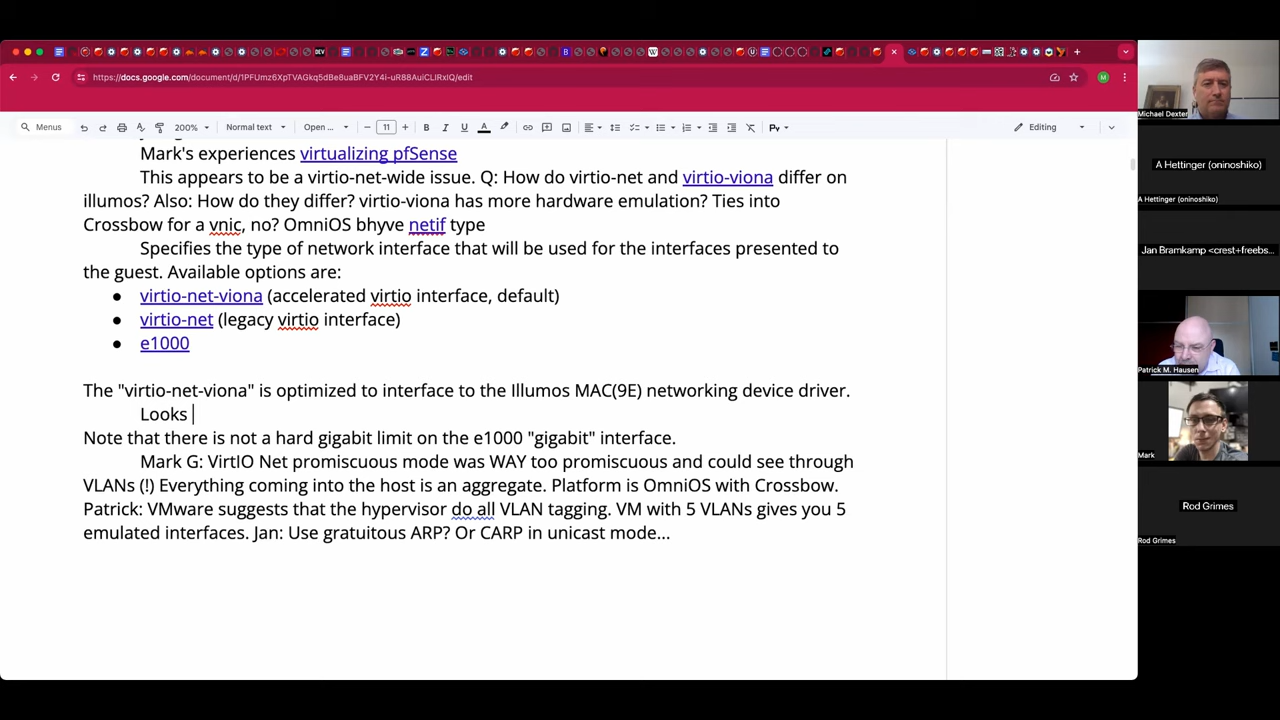 https://docs.google.com/document/d/1PFUmz6XpTVAGkq5dBe8uaBFV2Y4i-uR88AuiCLIRxIQ/edit
Menus
200%
Normal text
Open ...
11
Editing
Mark's experiences virtualizing pfSense
This appears to be a virtio-net-wide issue. Q: How do virtio-net and virtio-viona differ on
illumos? Also: How do they differ? virtio-viona has more hardware emulation? Ties into
Crossbow for a vnic, no? OmniOS bhyve netif type
Specifies the type of network interface that will be used for the interfaces presented to
the guest. Available options are:
● virtio-net-viona (accelerated virtio interface, default)
● virtio-net (legacy virtio interface)
● e1000
The "virtio-net-viona" is optimized to interface to the Illumos MAC(9E) networking device driver.
Looks
Note that there is not a hard gigabit limit on the e1000 "gigabit" interface.
Mark G: VirtIO Net promiscuous mode was WAY too promiscuous and could see through
VLANs (!) Everything coming into the host is an aggregate. Platform is OmniOS with Crossbow.
Patrick: VMware suggests that the hypervisor do all VLAN tagging. VM with 5 VLANs gives you 5
emulated interfaces. Jan: Use gratuitous ARP? Or CARP in unicast mode...
Michael Dexter
A Hettinger (oninoshiko)
A Hettinger (oninoshiko)
Jan Bramkamp <crest+freebs...
Patrick M. Hausen
Mark
Rod Grimes
Rod Grimes